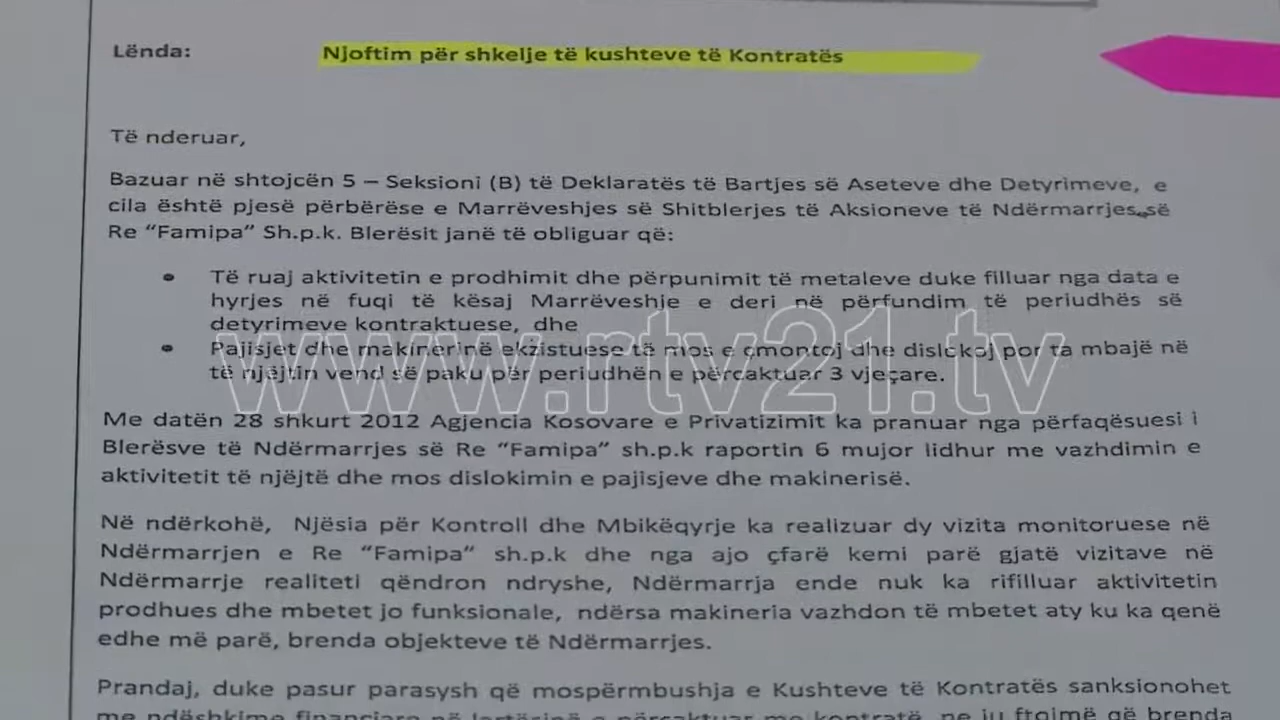 Lënda: Njoftim për shkelje të kushteve të Kontratës
Të nderuar,
Bazuar në shtojcën 5 – Seksioni (B) të Deklaratës të Bartjes së Aseteve dhe Detyrimeve, e
cila është pjesë përbërëse e Marrëveshjes së Shitblerjes të Aksioneve të Ndërmarrjes së
Re “Famipa” Sh.p.k. Blerësit janë të obliguar që:
• Të ruaj aktivitetin e prodhimit dhe përpunimit të metaleve duke filluar nga data e
hyrjes në fuqi të kësaj Marrëveshje e deri në përfundim të periudhës së
detyrimeve kontraktuese, dhe
• Pajisjet dhe makinerinë ekzistuese të mos e çmontoj dhe dislokoj por ta mbajë në
të njëjtin vend së paku për periudhën e përcaktuar 3 vjeçare.
www.rtv21.tv
Me datën 28 shkurt 2012 Agjencia Kosovare e Privatizimit ka pranuar nga përfaqësuesi i
Blerësve të Ndërmarrjes së Re “Famipa” sh.p.k raportin 6 mujor lidhur me vazhdimin e
aktivitetit të njëjtë dhe mos dislokimin e pajisjeve dhe makinerisë.
Në ndërkohë, Njësia për Kontroll dhe Mbikëqyrje ka realizuar dy vizita monitoruese në
Ndërmarrjen e Re “Famipa” sh.p.k dhe nga ajo çfarë kemi parë gjatë vizitave në
Ndërmarrje realiteti qëndron ndryshe, Ndërmarrja ende nuk ka rifilluar aktivitetin
prodhues dhe mbetet jo funksionale, ndërsa makineria vazhdon të mbetet aty ku ka qenë
edhe më parë, brenda objekteve të Ndërmarrjes.
Prandaj, duke pasur parasysh që mospërmbushja e Kushteve të Kontratës sanksionohet
me ndëshkime financiare në lartësinë e përcaktuar me kontratë, ne ju ftojmë që brenda